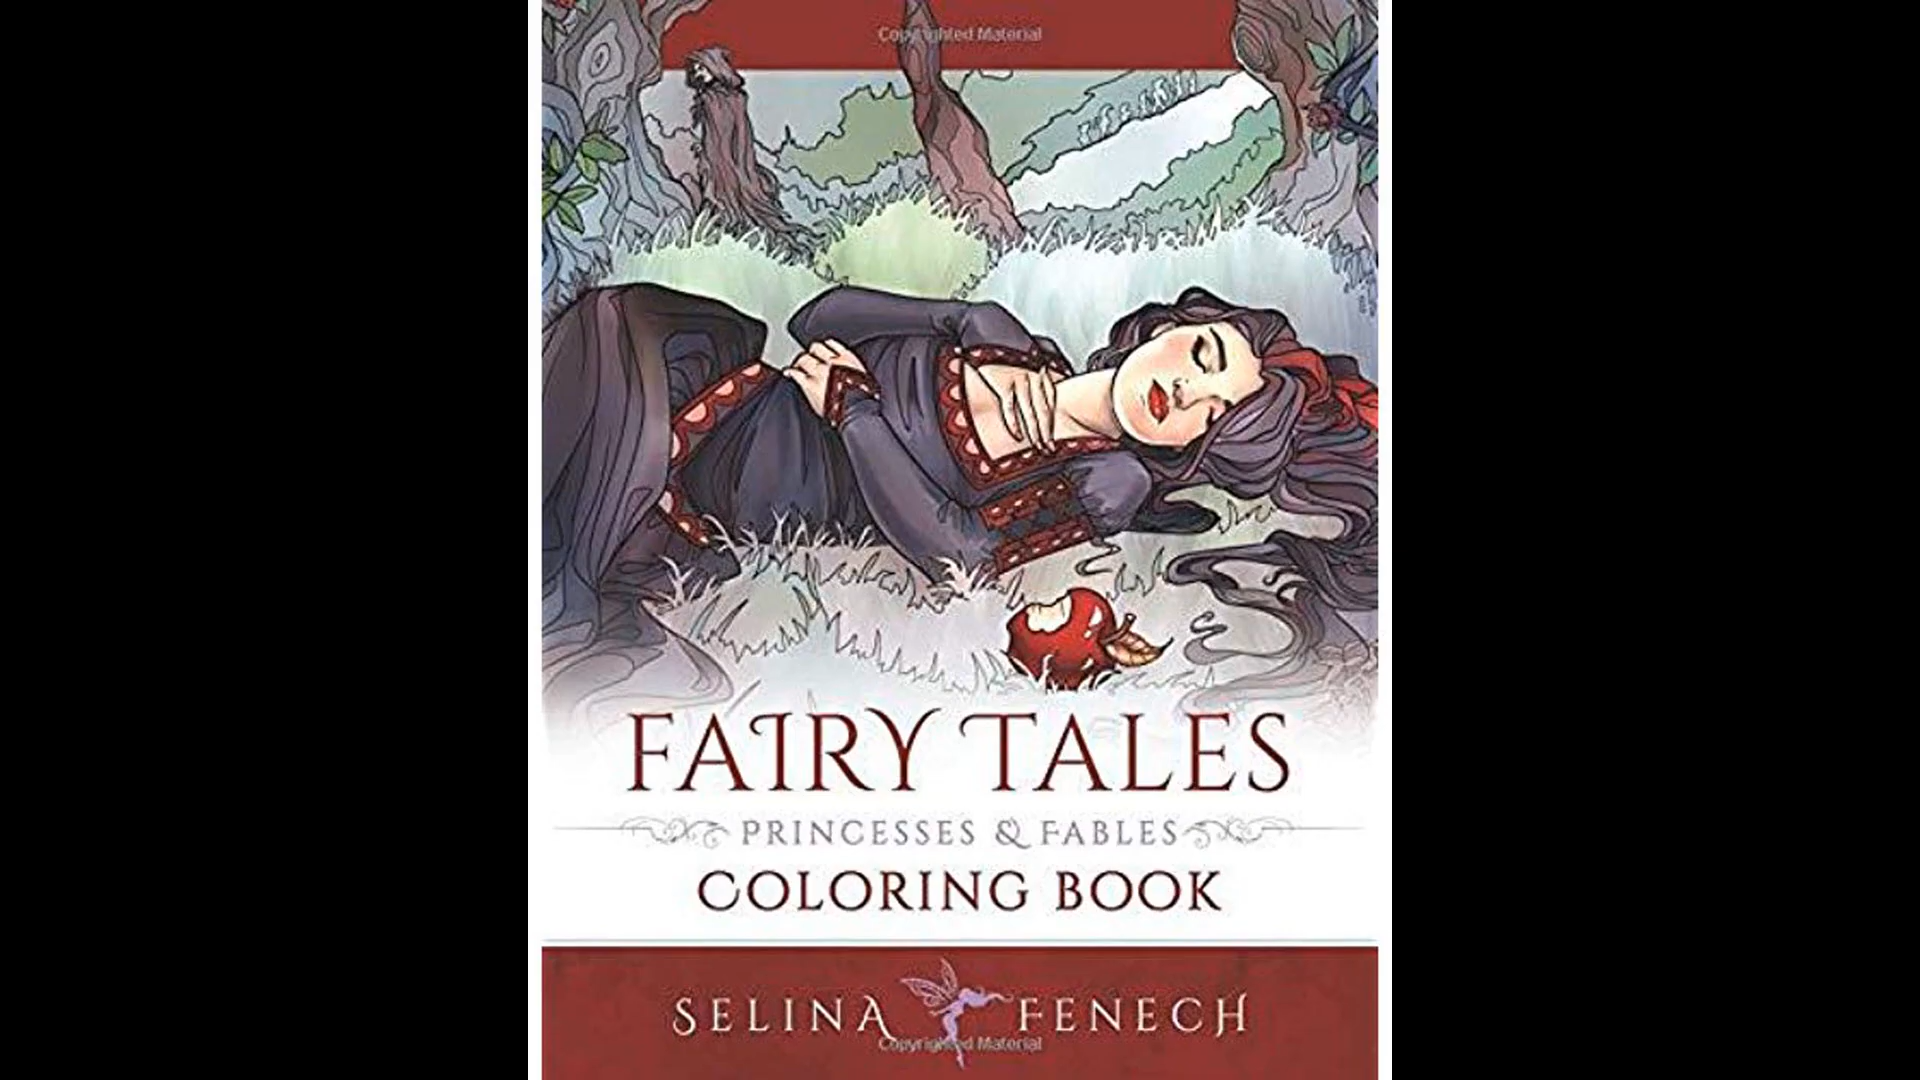 Copyrighted Material
FAIRY TALES
PRINCESSES & FABLES
COLORING BOOK
SELINA FENECH
Copyrighted Material